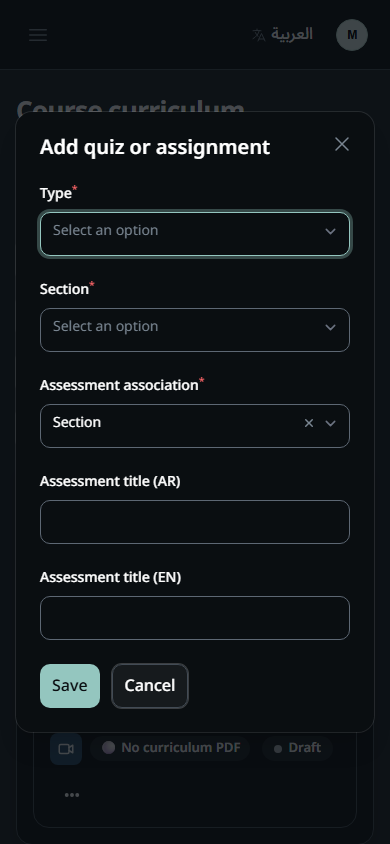 العربية
M
Course curriculum
Add quiz or assignment
Type*
Select an option
Section*
Select an option
Assessment association*
Section
Assessment title (AR)
Assessment title (EN)
Save
Cancel
No curriculum PDF
Draft